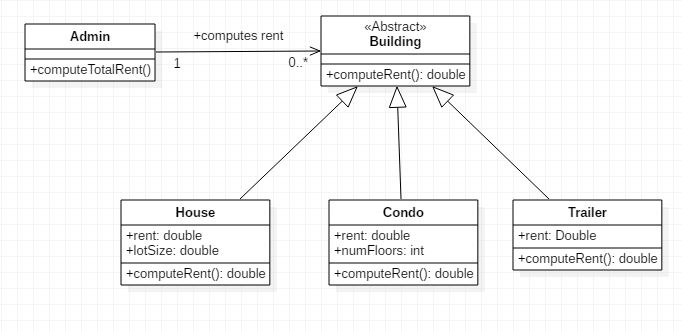 Admin
+computeTotalRent()
+computes rent
1
0..*
«Abstract»
Building
+computeRent(): double
House
+rent: double
+lotSize: double
+computeRent(): double
Condo
+rent: double
+numFloors: int
+computeRent(): double
Trailer
+rent: Double
+computeRent(): double